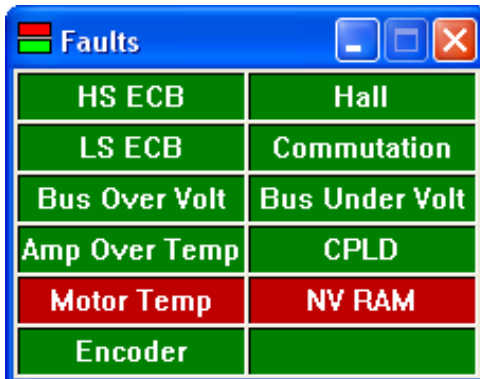 Faults
HS ECB Hall
LS ECB Commutation
Bus Over Volt Bus Under Volt
Amp Over Temp CPLD
Motor Temp NV RAM
Encoder